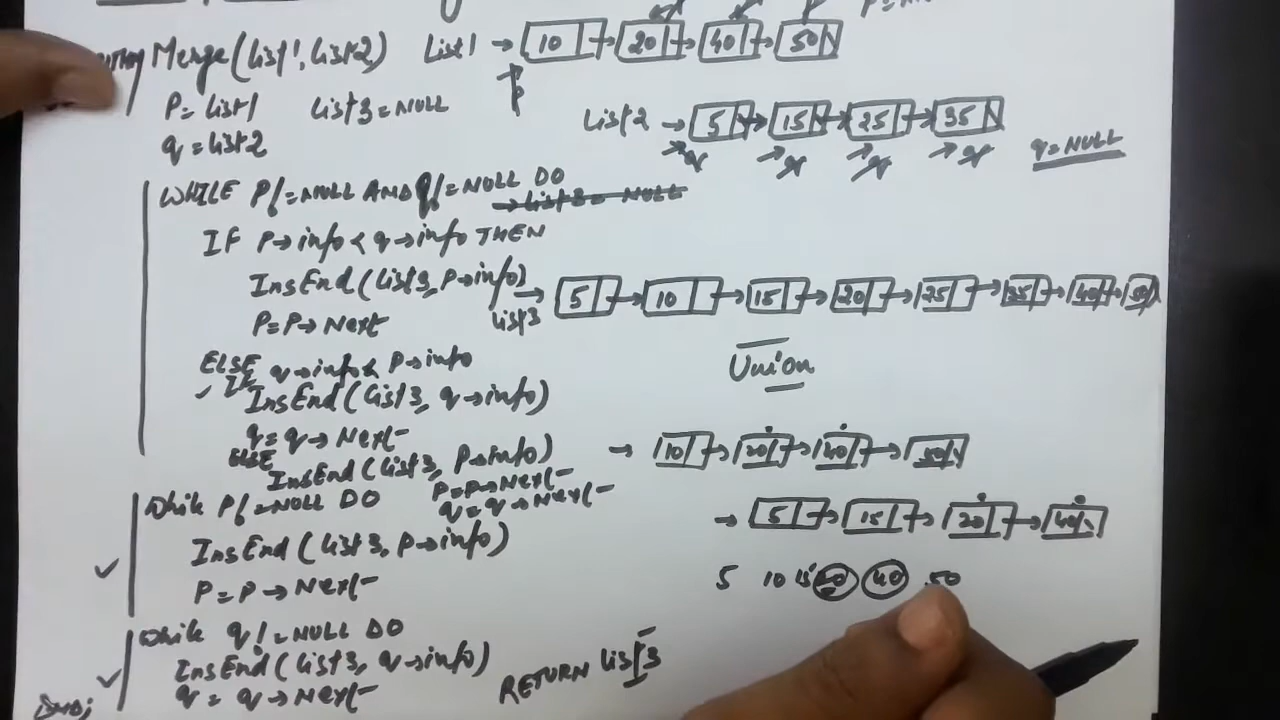 Merge(List1, List2)
List1 → 10 20 40 50
P
P = List1 List3 = NULL
q = List2
List2 → 5 15 25 35
q
q = NULL
WHILE P!=NULL AND q!=NULL DO
→ List3 = NULL
IF P→info < q→info THEN
InsEnd(List3, P→info)
P = P→Next
List3 → 5 10 15 20 25 35 40 50
ELSE IF q→info < P→info
InsEnd(List3, q→info)
q = q→Next
Union
ELSE
InsEnd(List3, P→info)
P = P→Next
q = q→Next
→ 10 20 40 50
→ 5 15 20 40
5 10 15 20 40 50
While P!=NULL DO
InsEnd(List3, P→info)
P = P→Next
While q!=NULL DO
InsEnd(List3, q→info)
q = q→Next
RETURN List3